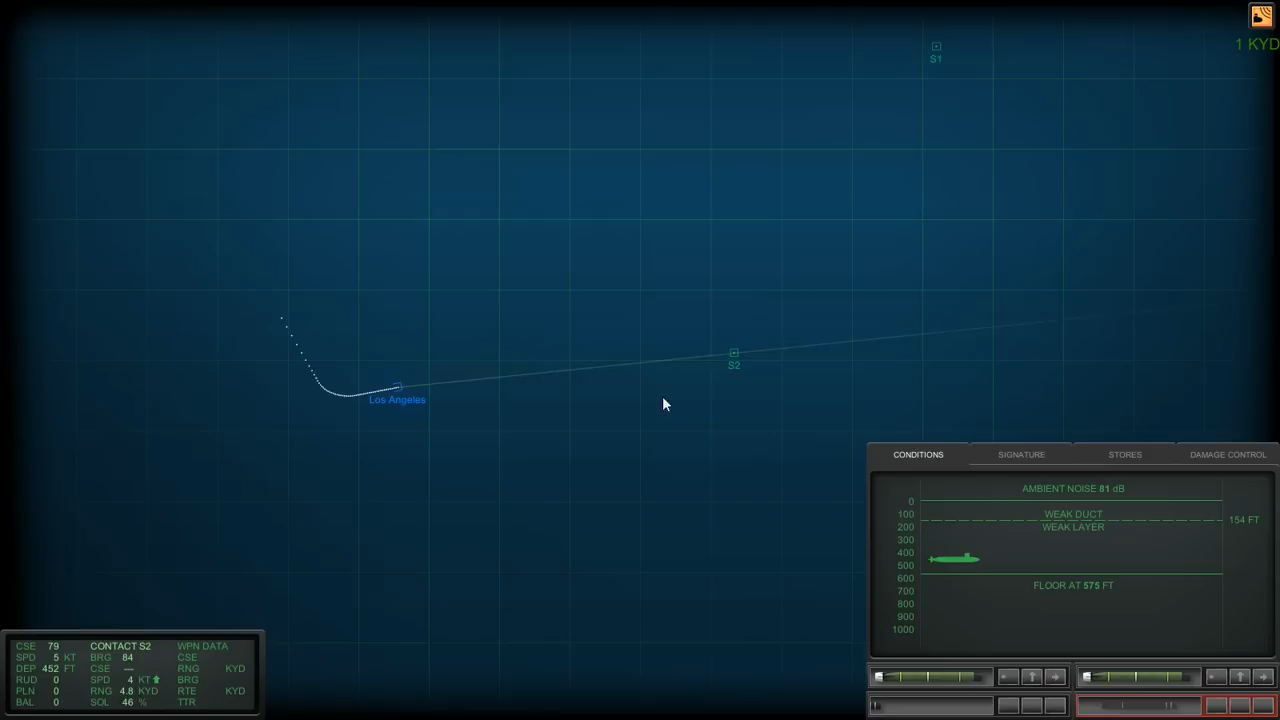 S1
1 KYD
S2
Los Angeles
CONDITIONS SIGNATURE STORES DAMAGE CONTROL
AMBIENT NOISE 81 dB
0
100 WEAK DUCT
154 FT
200 WEAK LAYER
300
400
500
600 FLOOR AT 575 FT
700
800
900
1000
CSE 79 CONTACT S2 WPN DATA
SPD 5 KT BRG 84 CSE
DEP 452 FT CSE — RNG KYD
RUD 0 SPD 4 KT BRG
PLN 0 RNG 4.8 KYD RTE KYD
BAL 0 SOL 46 % TTR